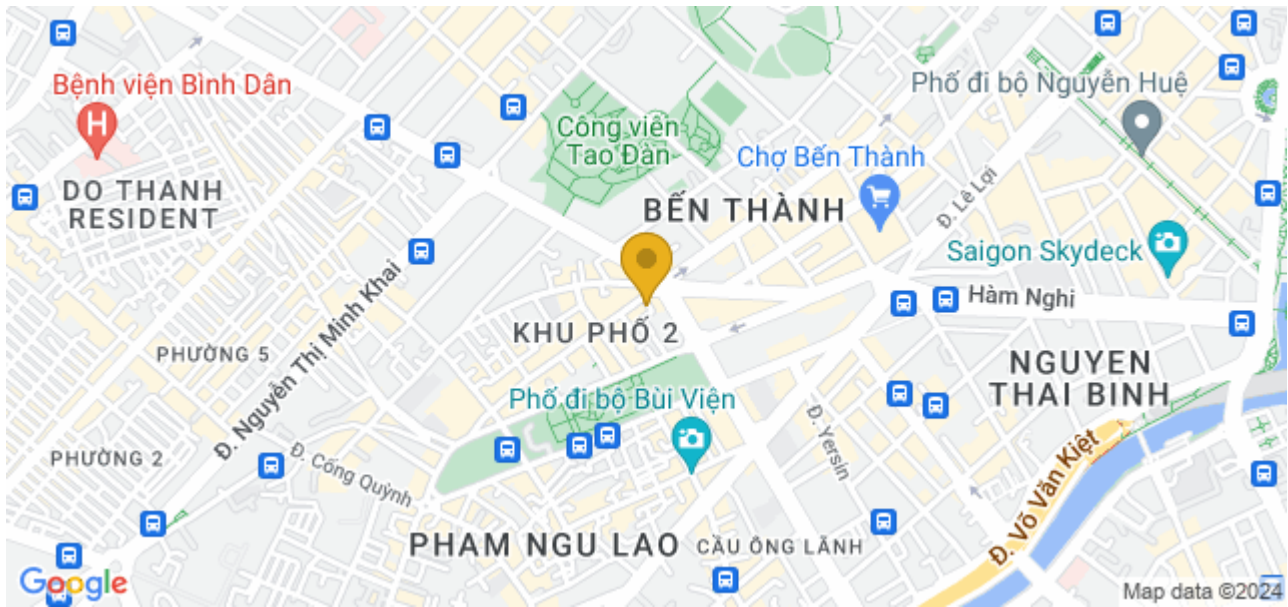 Bệnh viện Bình Dân
H
DO THANH
RESIDENT
Công viên
Tao Đàn
Phố đi bộ Nguyễn Huệ
Chợ Bến Thành
BẾN THÀNH
Đ. Lê Lợi
Saigon Skydeck
Hàm Nghi
Đ. Nguyễn Thị Minh Khai
KHU PHỐ 2
PHƯỜNG 5
NGUYEN
THAI BINH
Phố đi bộ Bùi Viện
Đ. Yersin
PHƯỜNG 2
Đ. Cống Quỳnh
Đ. Võ Văn Kiệt
PHAM NGU LAO
CẦU ÔNG LÃNH
Google
Map data ©2024